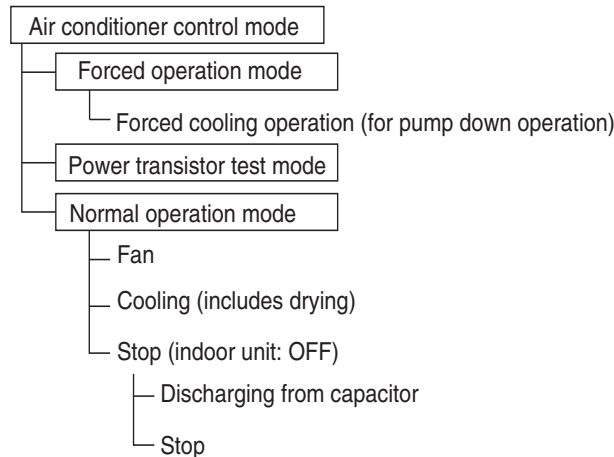 Air conditioner control mode
Forced operation mode
Forced cooling operation (for pump down operation)
Power transistor test mode
Normal operation mode
Fan
Cooling (includes drying)
Stop (indoor unit: OFF)
Discharging from capacitor
Stop